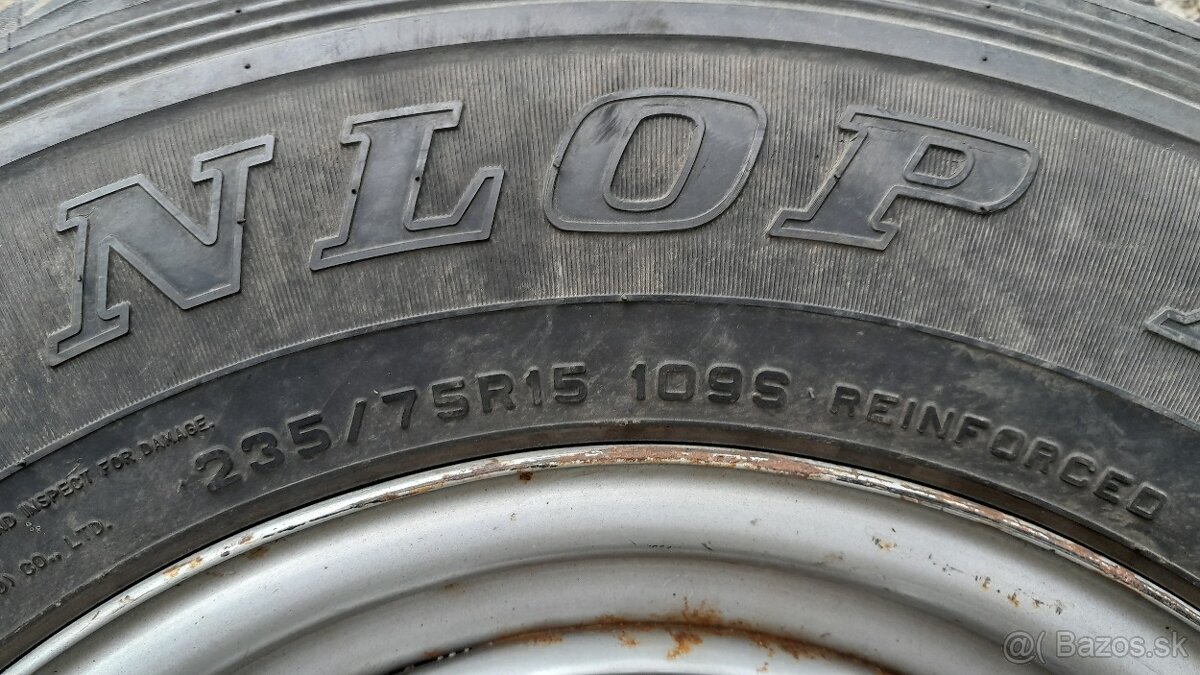 NLOP
235/75R15 109S REINFORCED
INSPECT FOR DAMAGE.
CO., LTD.
@( Bazos.sk